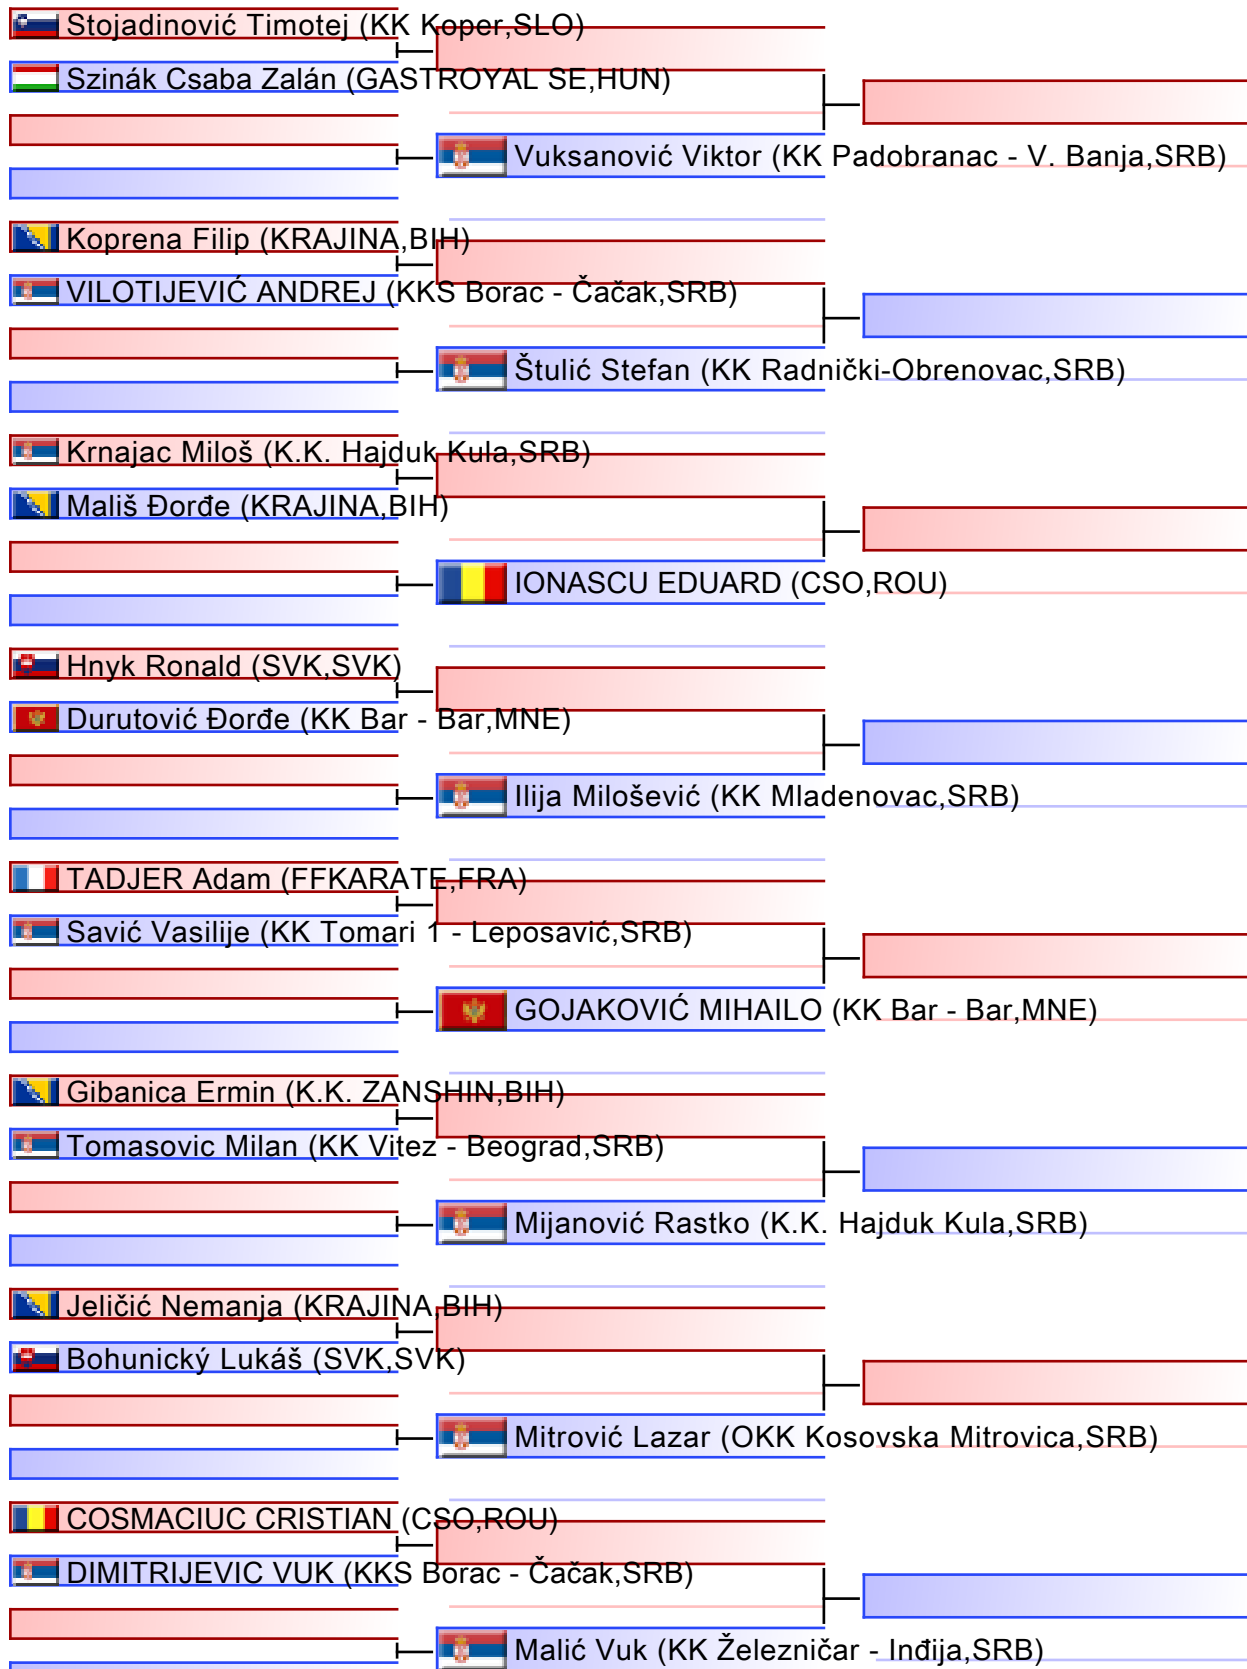 Stojadinović Timotej (KK Koper,SLO)
Szinák Csaba Zalán (GASTROYAL SE,HUN)
Vuksanović Viktor (KK Padobranac - V. Banja,SRB)
Koprena Filip (KRAJINA,BIH)
VILOTIJEVIĆ ANDREJ (KKS Borac - Čačak,SRB)
Štulić Stefan (KK Radnički-Obrenovac,SRB)
Krnajac Miloš (K.K. Hajduk Kula,SRB)
Mališ Đorđe (KRAJINA,BIH)
IONASCU EDUARD (CSO,ROU)
Hnyk Ronald (SVK,SVK)
Durutović Đorđe (KK Bar - Bar,MNE)
Ilija Milošević (KK Mladenovac,SRB)
TADJER Adam (FFKARATE,FRA)
Savić Vasilije (KK Tomari 1 - Leposavić,SRB)
GOJAKOVIĆ MIHAILO (KK Bar - Bar,MNE)
Gibanica Ermin (K.K. ZANSHIN,BIH)
Tomasovic Milan (KK Vitez - Beograd,SRB)
Mijanović Rastko (K.K. Hajduk Kula,SRB)
Jeličić Nemanja (KRAJINA,BIH)
Bohunický Lukáš (SVK,SVK)
Mitrović Lazar (OKK Kosovska Mitrovica,SRB)
COSMACIUC CRISTIAN (CSO,ROU)
DIMITRIJEVIC VUK (KKS Borac - Čačak,SRB)
Malić Vuk (KK Železničar - Inđija,SRB)